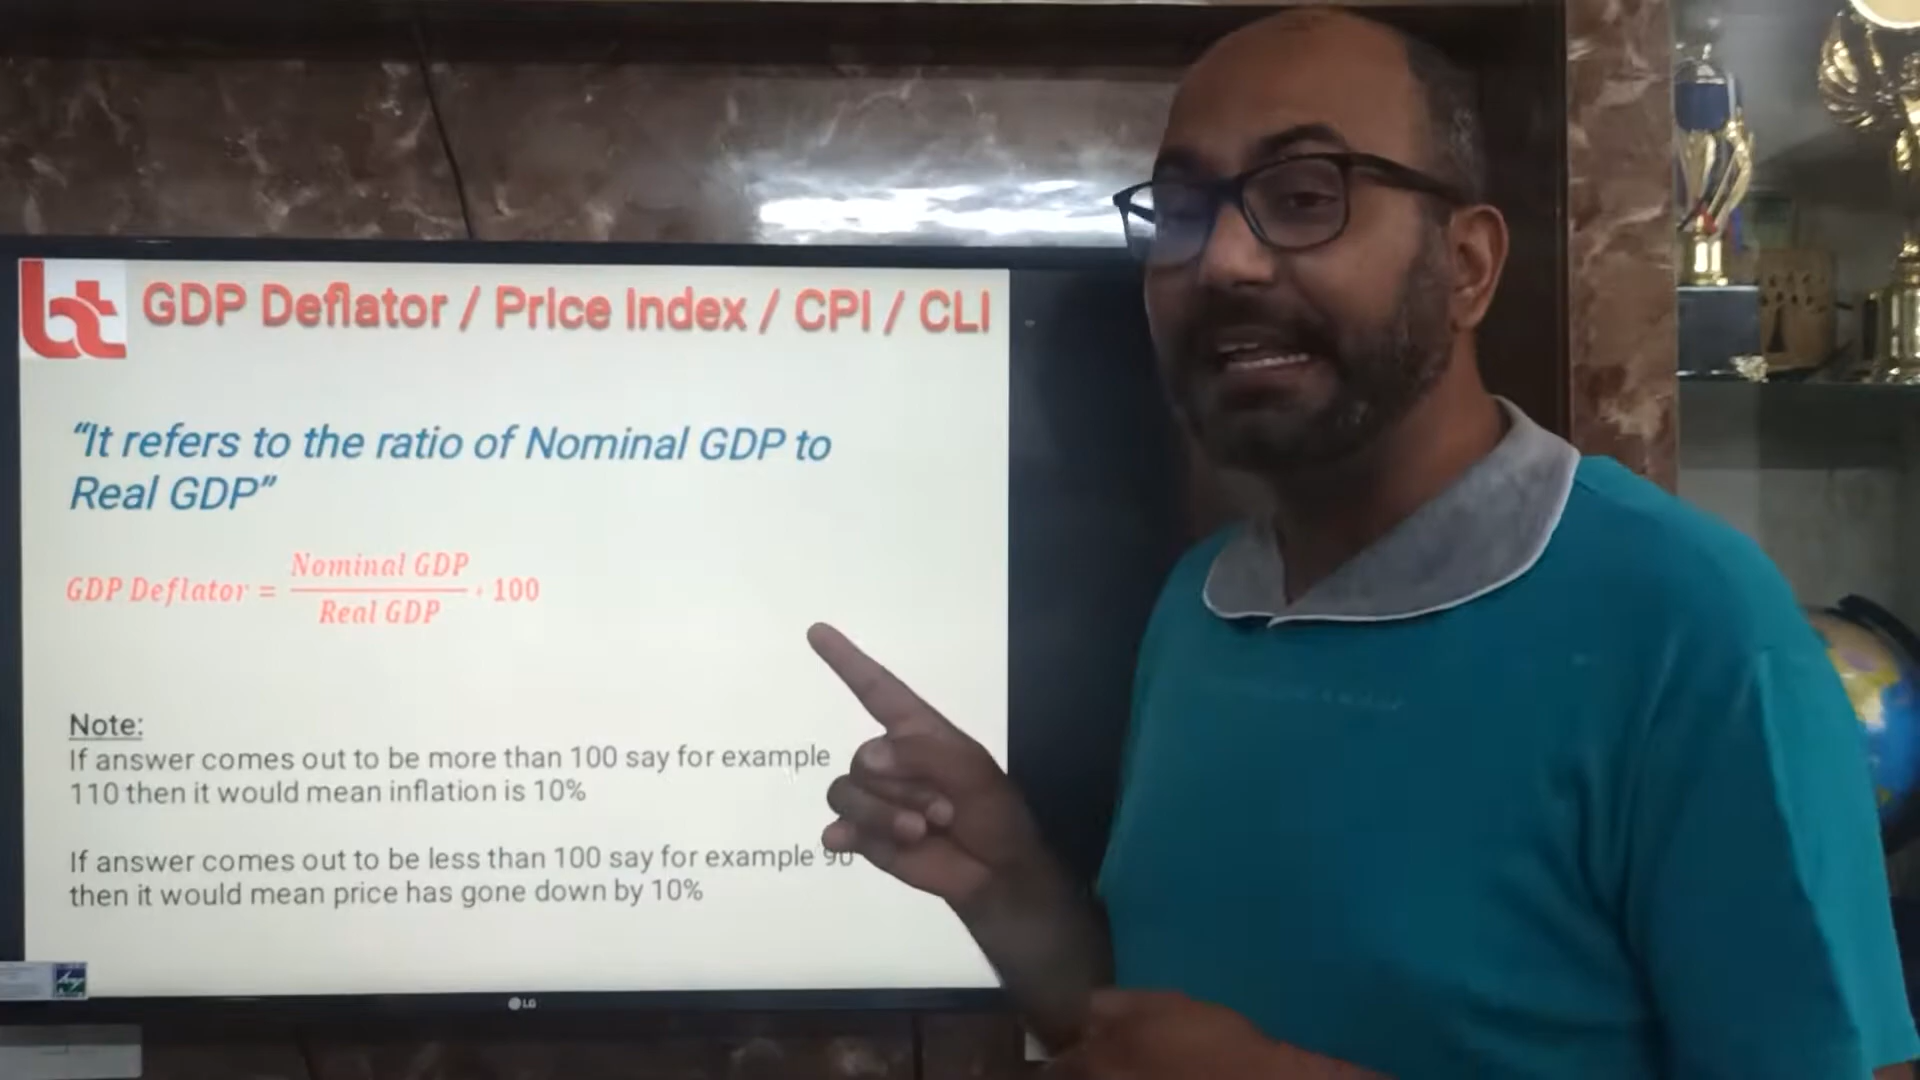 bt
GDP Deflator / Price Index / CPI / CLI
“It refers to the ratio of Nominal GDP to
Real GDP”
GDP Deflator = Nominal GDP / Real GDP * 100
Note:
If answer comes out to be more than 100 say for example
110 then it would mean inflation is 10%
If answer comes out to be less than 100 say for example 90
then it would mean price has gone down by 10%
LG